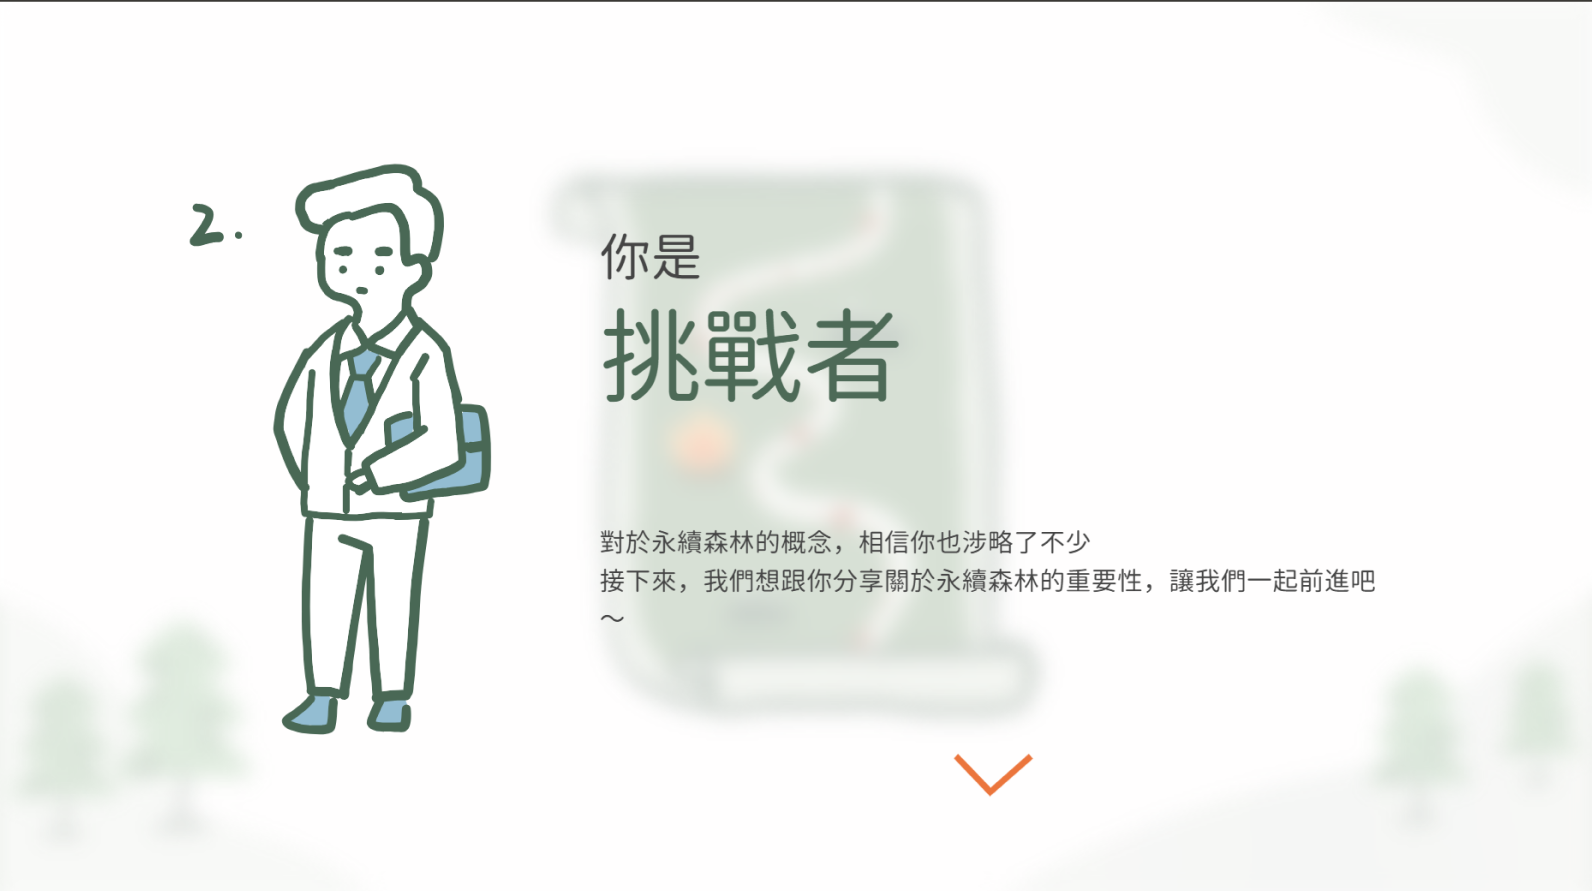 2.
你是
挑戰者
對於永續森林的概念，相信你也涉略了不少
接下來，我們想跟你分享關於永續森林的重要性，讓我們一起前進吧
～